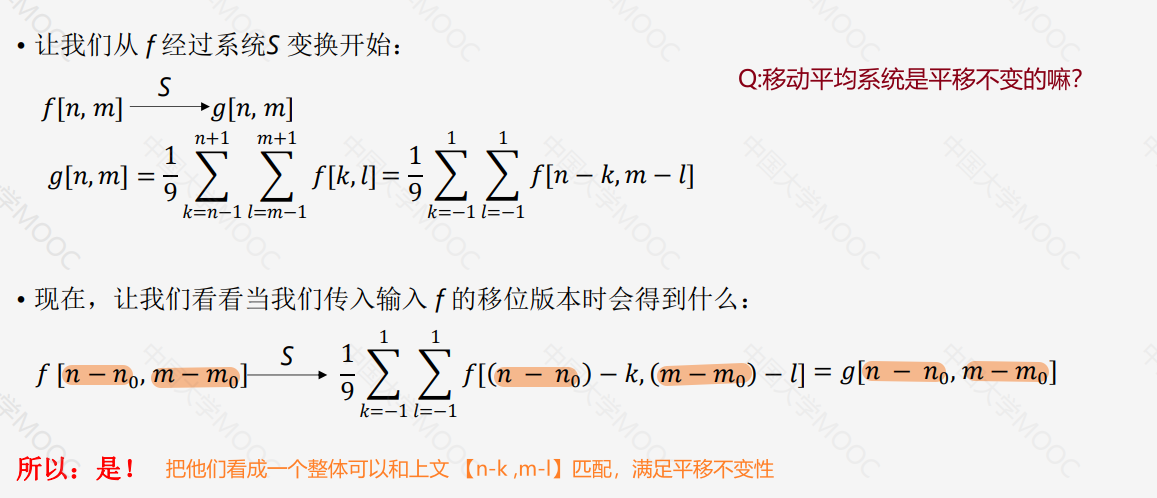 • 让我们从 f 经过系统S 变换开始：
Q:移动平均系统是平移不变的嘛？
f[n, m] —S→ g[n, m]
g[n, m] = \frac{1}{9} \sum_{k=n-1}^{n+1} \sum_{l=m-1}^{m+1} f[k, l] = \frac{1}{9} \sum_{k=-1}^{1} \sum_{l=-1}^{1} f[n − k, m − l]
• 现在，让我们看看当我们传入输入 f 的移位版本时会得到什么：
f [n − n_0, m − m_0] —S→ \frac{1}{9} \sum_{k=-1}^{1} \sum_{l=-1}^{1} f[(n − n_0) − k, (m − m_0) − l] = g[n − n_0, m − m_0]
所以：是！ 把他们看成一个整体可以和上文 【n-k ,m-l】匹配，满足平移不变性
中国大学MOOC